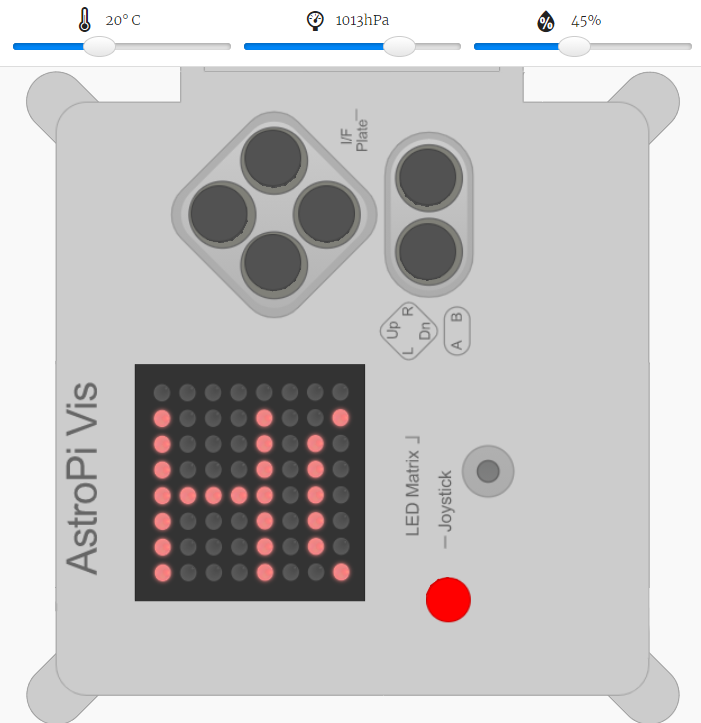 20° C
1013hPa
45%
I/F
Plate
Up
R
L
Dn
B
A
AstroPi Vis
H
LED Matrix
Joystick